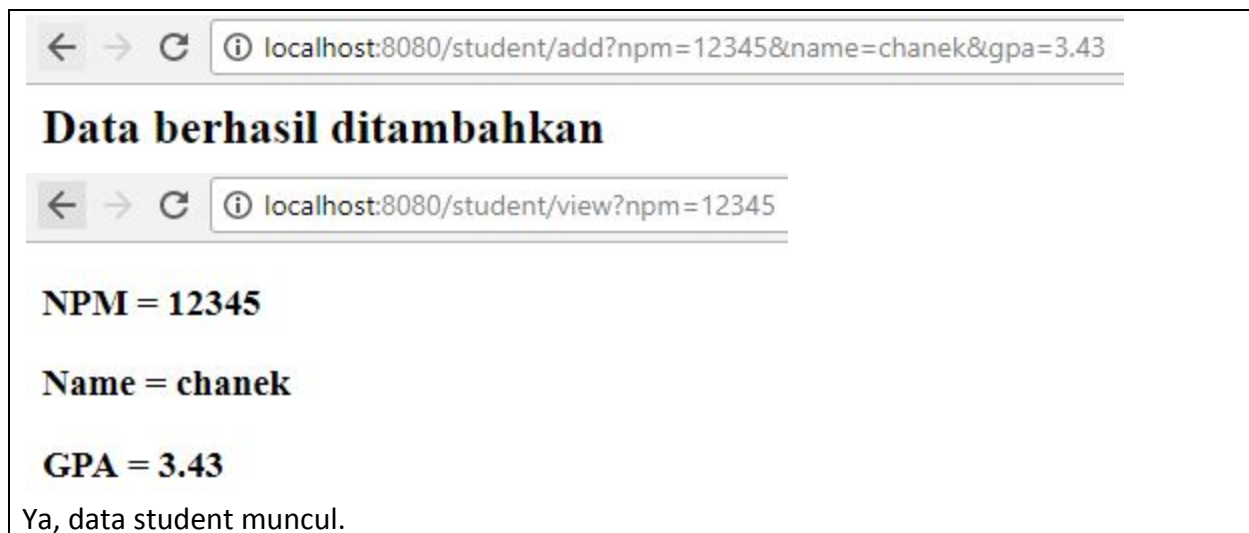 localhost:8080/student/add?npm=12345&name=chanek&gpa=3.43
Data berhasil ditambahkan
localhost:8080/student/view?npm=12345
NPM = 12345
Name = chanek
GPA = 3.43
Ya, data student muncul.